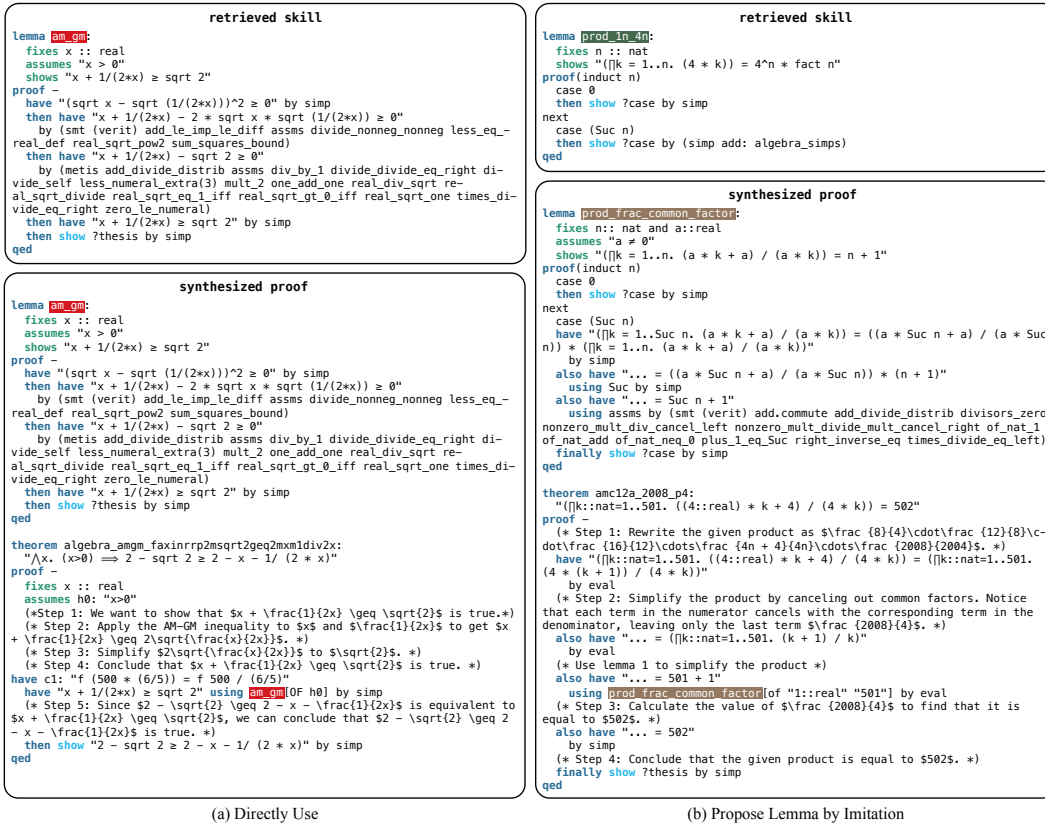 retrieved skill
lemma am_gm:
fixes x :: real
assumes "x > 0"
shows "x + 1/(2*x) ≥ sqrt 2"
proof -
have "(sqrt x - sqrt (1/(2*x)))^2 ≥ 0" by simp
then have "x + 1/(2*x) - 2 * sqrt x * sqrt (1/(2*x)) ≥ 0"
by (smt (verit) add_le_imp_le_diff assms divide_nonneg_nonneg less_eq_-
real_def real_sqrt_pow2 sum_squares_bound)
then have "x + 1/(2*x) - sqrt 2 ≥ 0"
by (metis add_divide_distrib assms div_by_1 divide_divide_eq_right di-
vide_self less_numeral_extra(3) mult_2 one_add_one real_div_sqrt re-
al_sqrt_divide real_sqrt_eq_1_iff real_sqrt_gt_0_iff real_sqrt_one times_di-
vide_eq_right zero_le_numeral)
then have "x + 1/(2*x) ≥ sqrt 2" by simp
then show ?thesis by simp
qed
synthesized proof
lemma am_gm:
fixes x :: real
assumes "x > 0"
shows "x + 1/(2*x) ≥ sqrt 2"
proof -
have "(sqrt x - sqrt (1/(2*x)))^2 ≥ 0" by simp
then have "x + 1/(2*x) - 2 * sqrt x * sqrt (1/(2*x)) ≥ 0"
by (smt (verit) add_le_imp_le_diff assms divide_nonneg_nonneg less_eq_-
real_def real_sqrt_pow2 sum_squares_bound)
then have "x + 1/(2*x) - sqrt 2 ≥ 0"
by (metis add_divide_distrib assms div_by_1 divide_divide_eq_right di-
vide_self less_numeral_extra(3) mult_2 one_add_one real_div_sqrt re-
al_sqrt_divide real_sqrt_eq_1_iff real_sqrt_gt_0_iff real_sqrt_one times_di-
vide_eq_right zero_le_numeral)
then have "x + 1/(2*x) ≥ sqrt 2" by simp
then show ?thesis by simp
qed
theorem algebra_amgm_faxinrrp2msqrt2geq2mxm1div2x:
"⋀x. (x>0) ⟹ 2 - sqrt 2 ≥ 2 - x - 1/ (2 * x)"
proof -
fixes x :: real
assumes h0: "x>0"
(*Step 1: We want to show that $x + \frac{1}{2x} \geq \sqrt{2}$ is true.*)
(* Step 2: Apply the AM-GM inequality to $x$ and $\frac{1}{2x}$ to get $x
+ \frac{1}{2x} \geq 2\sqrt{\frac{x}{2x}}$. *)
(* Step 3: Simplify $2\sqrt{\frac{x}{2x}}$ to $\sqrt{2}$. *)
(* Step 4: Conclude that $x + \frac{1}{2x} \geq \sqrt{2}$ is true. *)
have c1: "f (500 * (6/5)) = f 500 / (6/5)"
have "x + 1/(2*x) ≥ sqrt 2" using am_gm[OF h0] by simp
(* Step 5: Since $2 - \sqrt{2} \geq 2 - x - \frac{1}{2x}$ is equivalent to
$x + \frac{1}{2x} \geq \sqrt{2}$, we can conclude that $2 - \sqrt{2} \geq 2
- x - \frac{1}{2x}$ is true. *)
then show "2 - sqrt 2 ≥ 2 - x - 1/ (2 * x)" by simp
qed
(a) Directly Use
retrieved skill
lemma prod_1n_4n:
fixes n :: nat
shows "(∏k = 1..n. (4 * k)) = 4^n * fact n"
proof(induct n)
case 0
then show ?case by simp
next
case (Suc n)
then show ?case by (simp add: algebra_simps)
qed
synthesized proof
lemma prod_frac_common_factor:
fixes n:: nat and a::real
assumes "a ≠ 0"
shows "(∏k = 1..n. (a * k + a) / (a * k)) = n + 1"
proof(induct n)
case 0
then show ?case by simp
next
case (Suc n)
have "(∏k = 1..Suc n. (a * k + a) / (a * k)) = ((a * Suc n + a) / (a * Suc
n)) * (∏k = 1..n. (a * k + a) / (a * k))"
by simp
also have "... = ((a * Suc n + a) / (a * Suc n)) * (n + 1)"
using Suc by simp
also have "... = Suc n + 1"
using assms by (smt (verit) add.commute add_divide_distrib divisors_zero
nonzero_mult_div_cancel_left nonzero_mult_divide_mult_cancel_right of_nat_1
of_nat_add of_nat_neq_0 plus_1_eq_Suc right_inverse_eq times_divide_eq_left)
finally show ?case by simp
qed
theorem amc12a_2008_p4:
"(∏k::nat=1..501. ((4::real) * k + 4) / (4 * k)) = 502"
proof -
(* Step 1: Rewrite the given product as $\frac {8}{4}\cdot\frac {12}{8}\c-
dot\frac {16}{12}\cdots\frac {4n + 4}{4n}\cdots\frac {2008}{2004}$. *)
have "(∏k::nat=1..501. ((4::real) * k + 4) / (4 * k)) = (∏k::nat=1..501.
(4 * (k + 1)) / (4 * k))"
by eval
(* Step 2: Simplify the product by canceling out common factors. Notice
that each term in the numerator cancels with the corresponding term in the
denominator, leaving only the last term $\frac {2008}{4}$. *)
also have "... = (∏k::nat=1..501. (k + 1) / k)"
by eval
(* Use lemma 1 to simplify the product *)
also have "... = 501 + 1"
using prod_frac_common_factor[of "1::real" "501"] by eval
(* Step 3: Calculate the value of $\frac {2008}{4}$ to find that it is
equal to $502$. *)
also have "... = 502"
by simp
(* Step 4: Conclude that the given product is equal to $502$. *)
finally show ?thesis by simp
qed
(b) Propose Lemma by Imitation